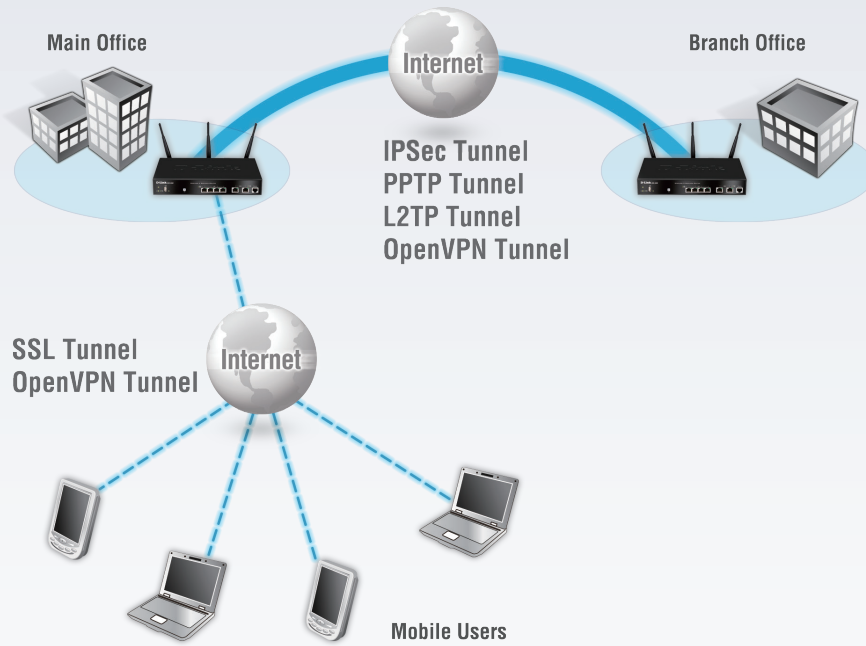 Main Office
Internet
Branch Office
IPSec Tunnel
PPTP Tunnel
L2TP Tunnel
OpenVPN Tunnel
SSL Tunnel
OpenVPN Tunnel
Internet
Mobile Users